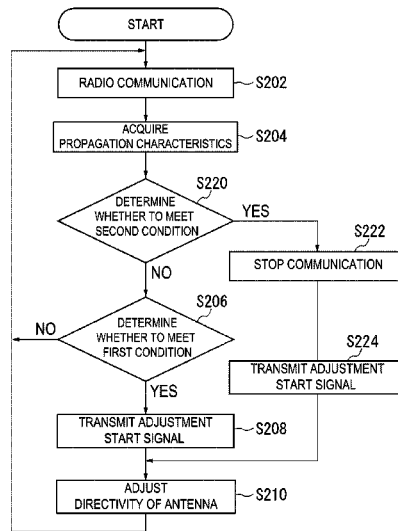 START
RADIO COMMUNICATION
S202
ACQUIRE
PROPAGATION CHARACTERISTICS
S204
S220
DETERMINE
WHETHER TO MEET
SECOND CONDITION
YES
S222
STOP COMMUNICATION
NO
S206
NO
DETERMINE
WHETHER TO MEET
FIRST CONDITION
S224
TRANSMIT ADJUSTMENT
START SIGNAL
YES
TRANSMIT ADJUSTMENT
START SIGNAL
S208
ADJUST
DIRECTIVITY OF ANTENNA
S210